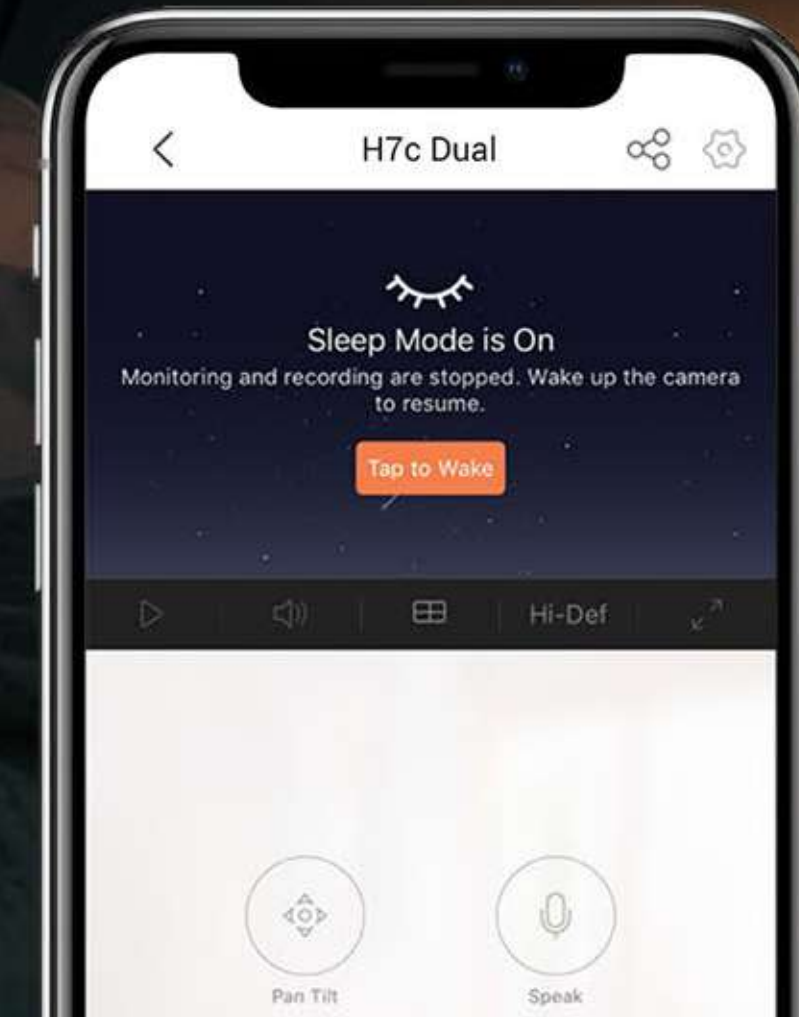 H7c Dual
Sleep Mode is On
Monitoring and recording are stopped. Wake up the camera
to resume.
Tap to Wake
Hi-Def
Pan Tilt
Speak